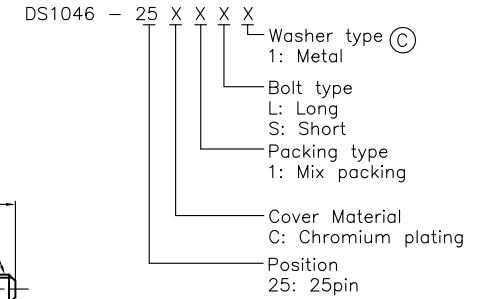 DS1046 - 25 X X X X
Washer type C
1: Metal
Bolt type
L: Long
S: Short
Packing type
1: Mix packing
Cover Material
C: Chromium plating
Position
25: 25pin